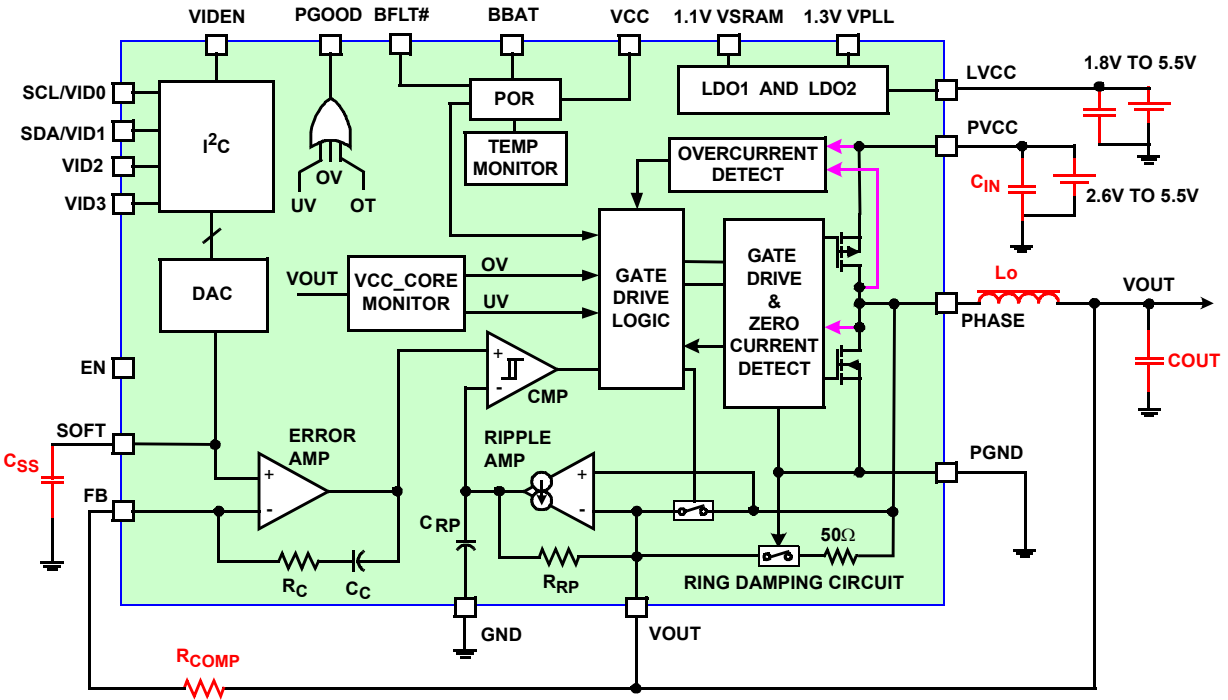 VIDEN
PGOOD
BFLT#
BBAT
VCC
1.1V VSRAM
1.3V VPLL
LVCC
1.8V TO 5.5V
SCL/VID0
SDA/VID1
VID2
VID3
I2C
OV
UV
OT
POR
TEMP
MONITOR
LDO1 AND LDO2
OVERCURRENT
DETECT
PVCC
CIN
2.6V TO 5.5V
DAC
VOUT
VCC_CORE
MONITOR
OV
UV
GATE
DRIVE
LOGIC
GATE
DRIVE
&
ZERO
CURRENT
DETECT
Lo
PHASE
VOUT
COUT
EN
+
-
CMP
SOFT
CSS
FB
ERROR
AMP
+
-
RC
CC
RIPPLE
AMP
+
-
CRP
RRP
50Ω
RING DAMPING CIRCUIT
PGND
GND
VOUT
RCOMP